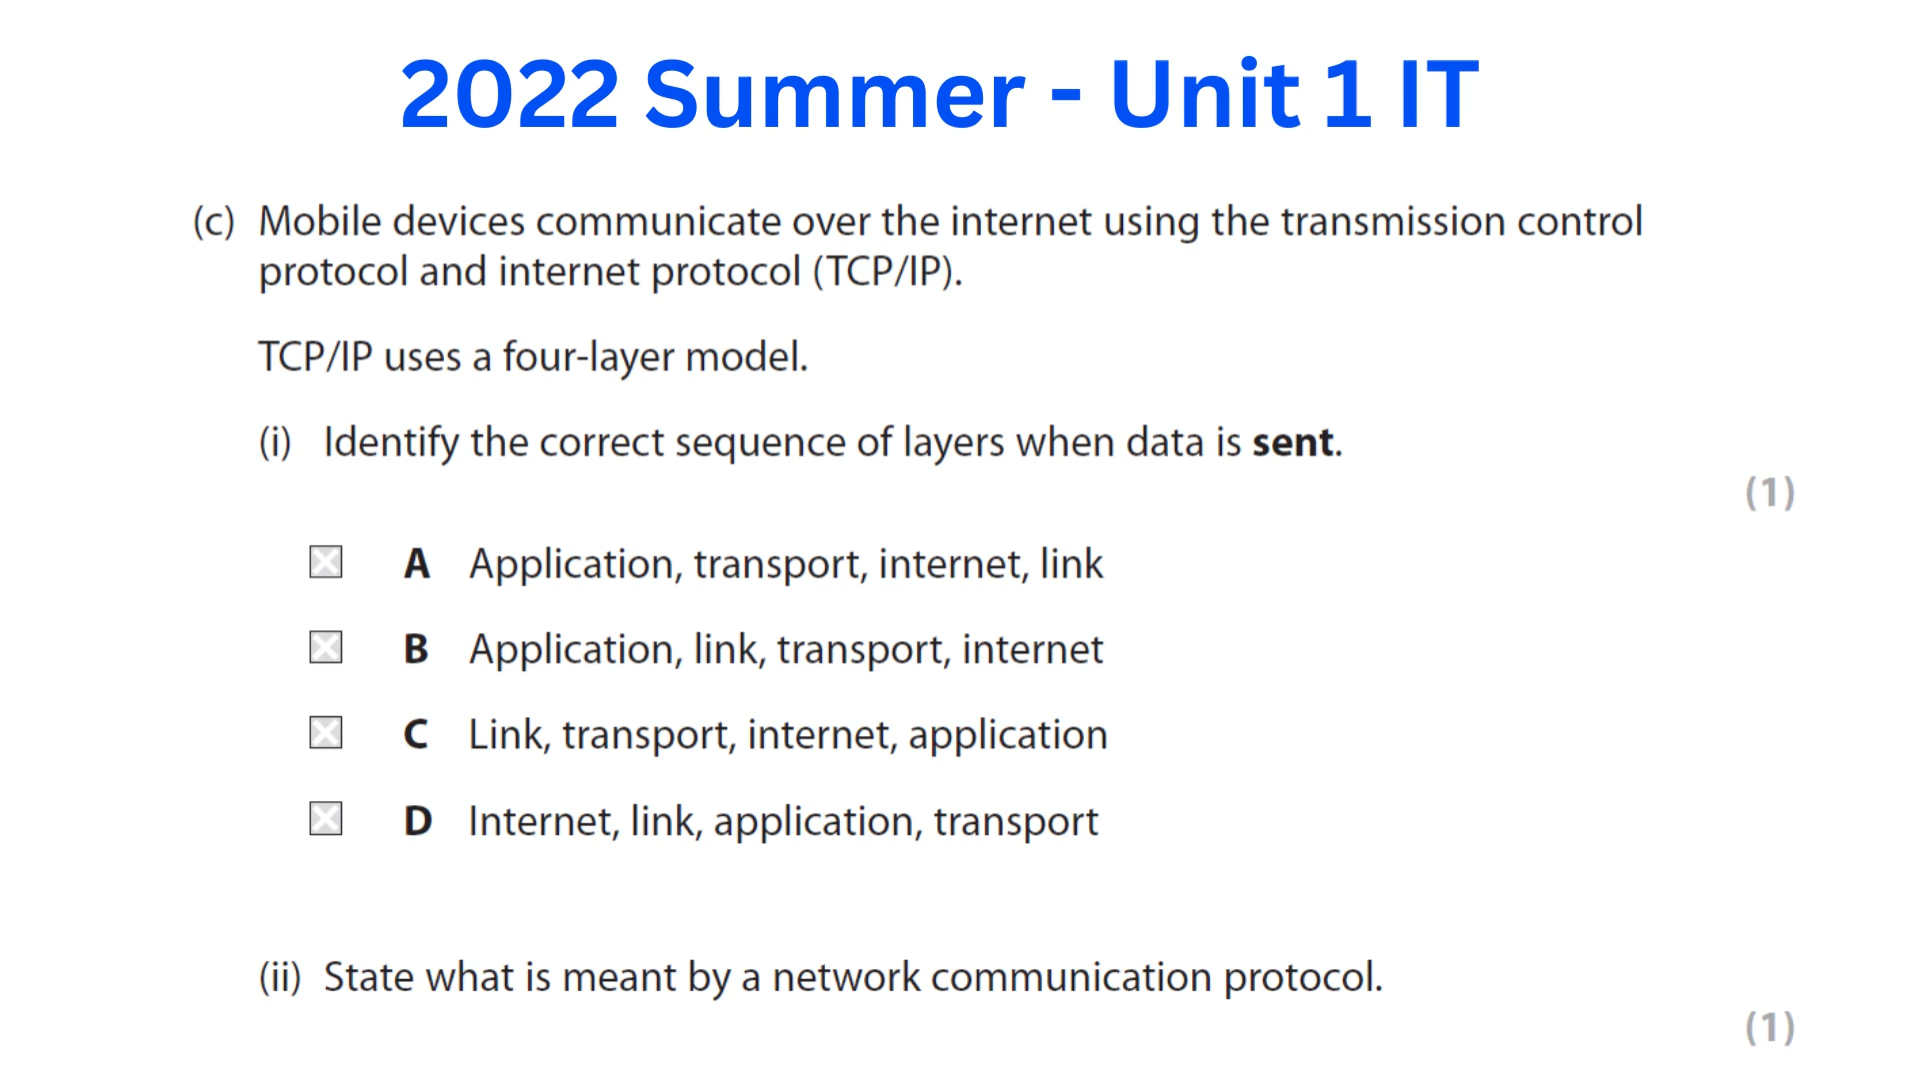 2022 Summer - Unit 1 IT
(c) Mobile devices communicate over the internet using the transmission control
protocol and internet protocol (TCP/IP).
TCP/IP uses a four-layer model.
(i) Identify the correct sequence of layers when data is sent.
(1)
A Application, transport, internet, link
B Application, link, transport, internet
C Link, transport, internet, application
D Internet, link, application, transport
(ii) State what is meant by a network communication protocol.
(1)